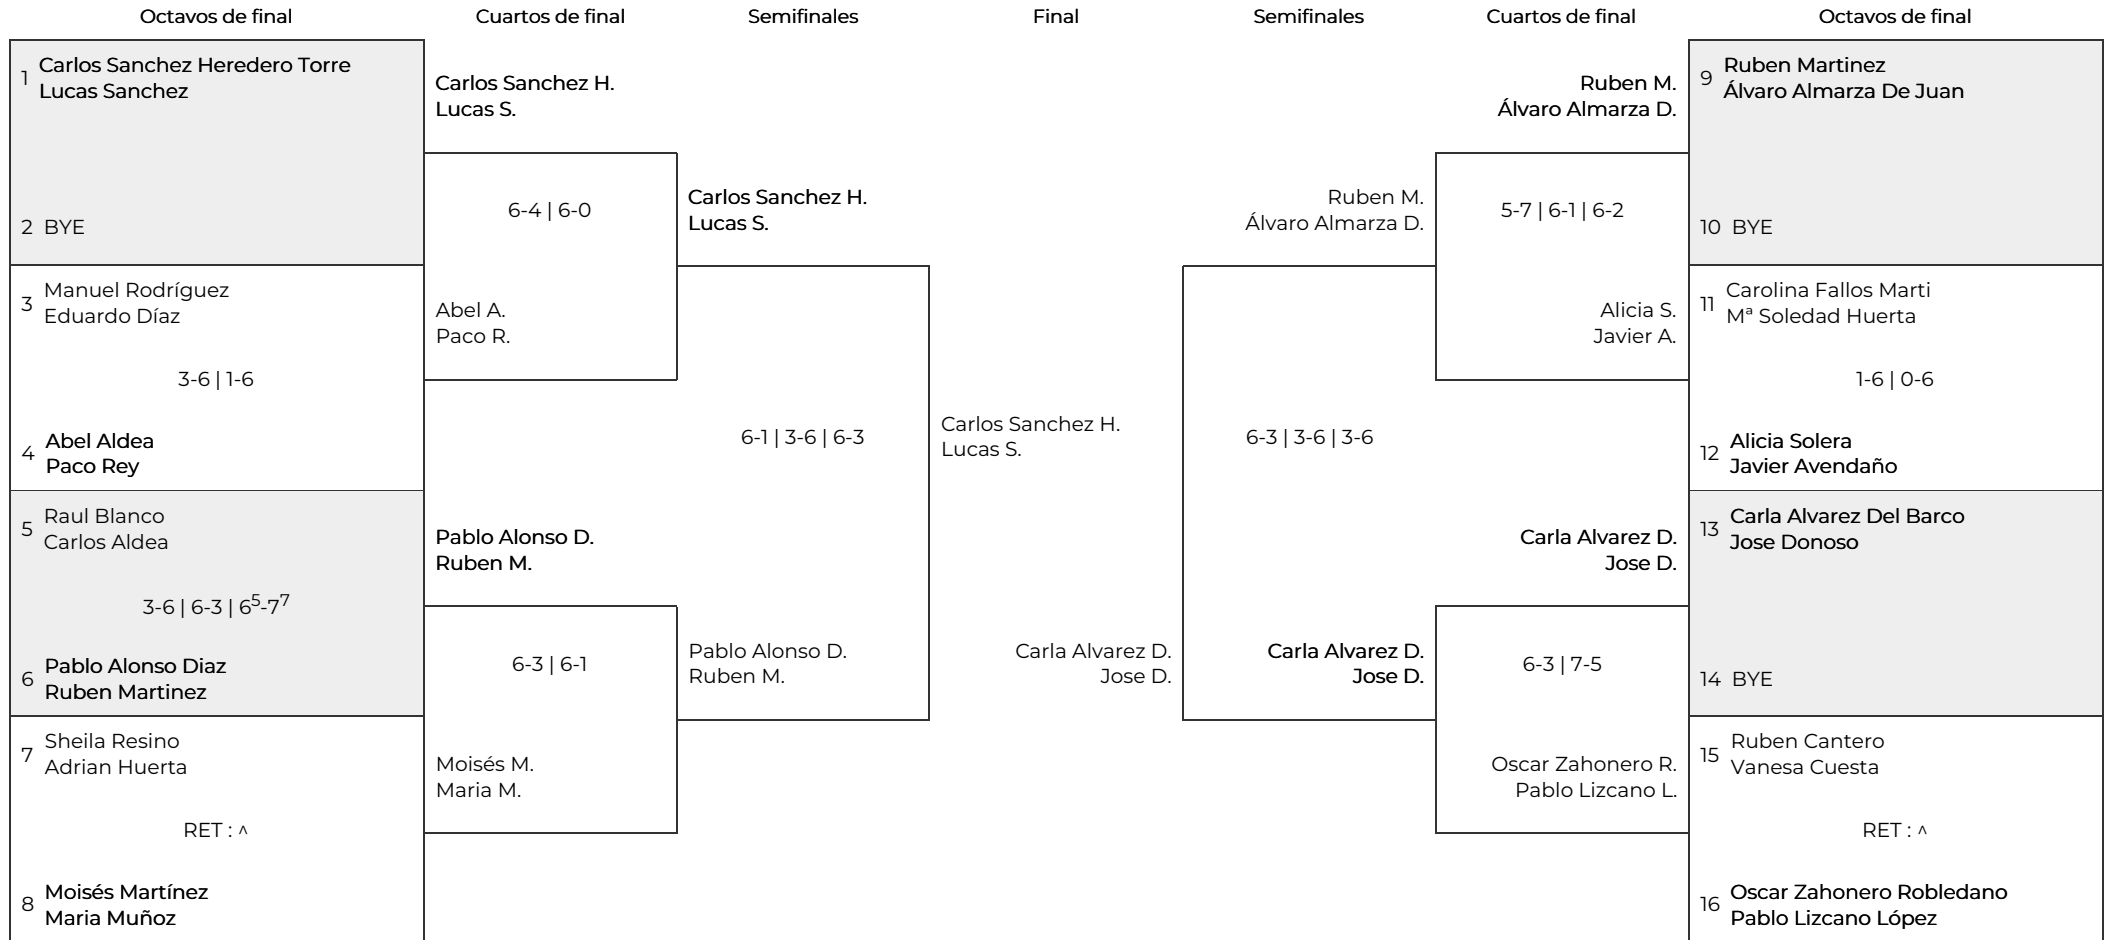 Octavos de final
Cuartos de final
Semifinales
Final
Semifinales
Cuartos de final
Octavos de final
1
Carlos Sanchez Heredero Torre
Lucas Sanchez
2 BYE
3
Manuel Rodríguez
Eduardo Díaz
3-6 | 1-6
4
Abel Aldea
Paco Rey
5
Raul Blanco
Carlos Aldea
3-6 | 6-3 | 6⁵-7⁷
6
Pablo Alonso Diaz
Ruben Martinez
7
Sheila Resino
Adrian Huerta
RET : ^
8
Moisés Martínez
Maria Muñoz
Carlos Sanchez H.
Lucas S.
6-4 | 6-0
Abel A.
Paco R.
Pablo Alonso D.
Ruben M.
6-3 | 6-1
Moisés M.
Maria M.
Carlos Sanchez H.
Lucas S.
6-1 | 3-6 | 6-3
Pablo Alonso D.
Ruben M.
Carlos Sanchez H.
Lucas S.
Carla Alvarez D.
Jose D.
Ruben M.
Álvaro Almarza D.
6-3 | 3-6 | 3-6
Carla Alvarez D.
Jose D.
Ruben M.
Álvaro Almarza D.
5-7 | 6-1 | 6-2
Alicia S.
Javier A.
Carla Alvarez D.
Jose D.
6-3 | 7-5
Oscar Zahonero R.
Pablo Lizcano L.
9
Ruben Martinez
Álvaro Almarza De Juan
10 BYE
11
Carolina Fallos Marti
Mª Soledad Huerta
1-6 | 0-6
12
Alicia Solera
Javier Avendaño
13
Carla Alvarez Del Barco
Jose Donoso
14 BYE
15
Ruben Cantero
Vanesa Cuesta
RET : ^
16
Oscar Zahonero Robledano
Pablo Lizcano López